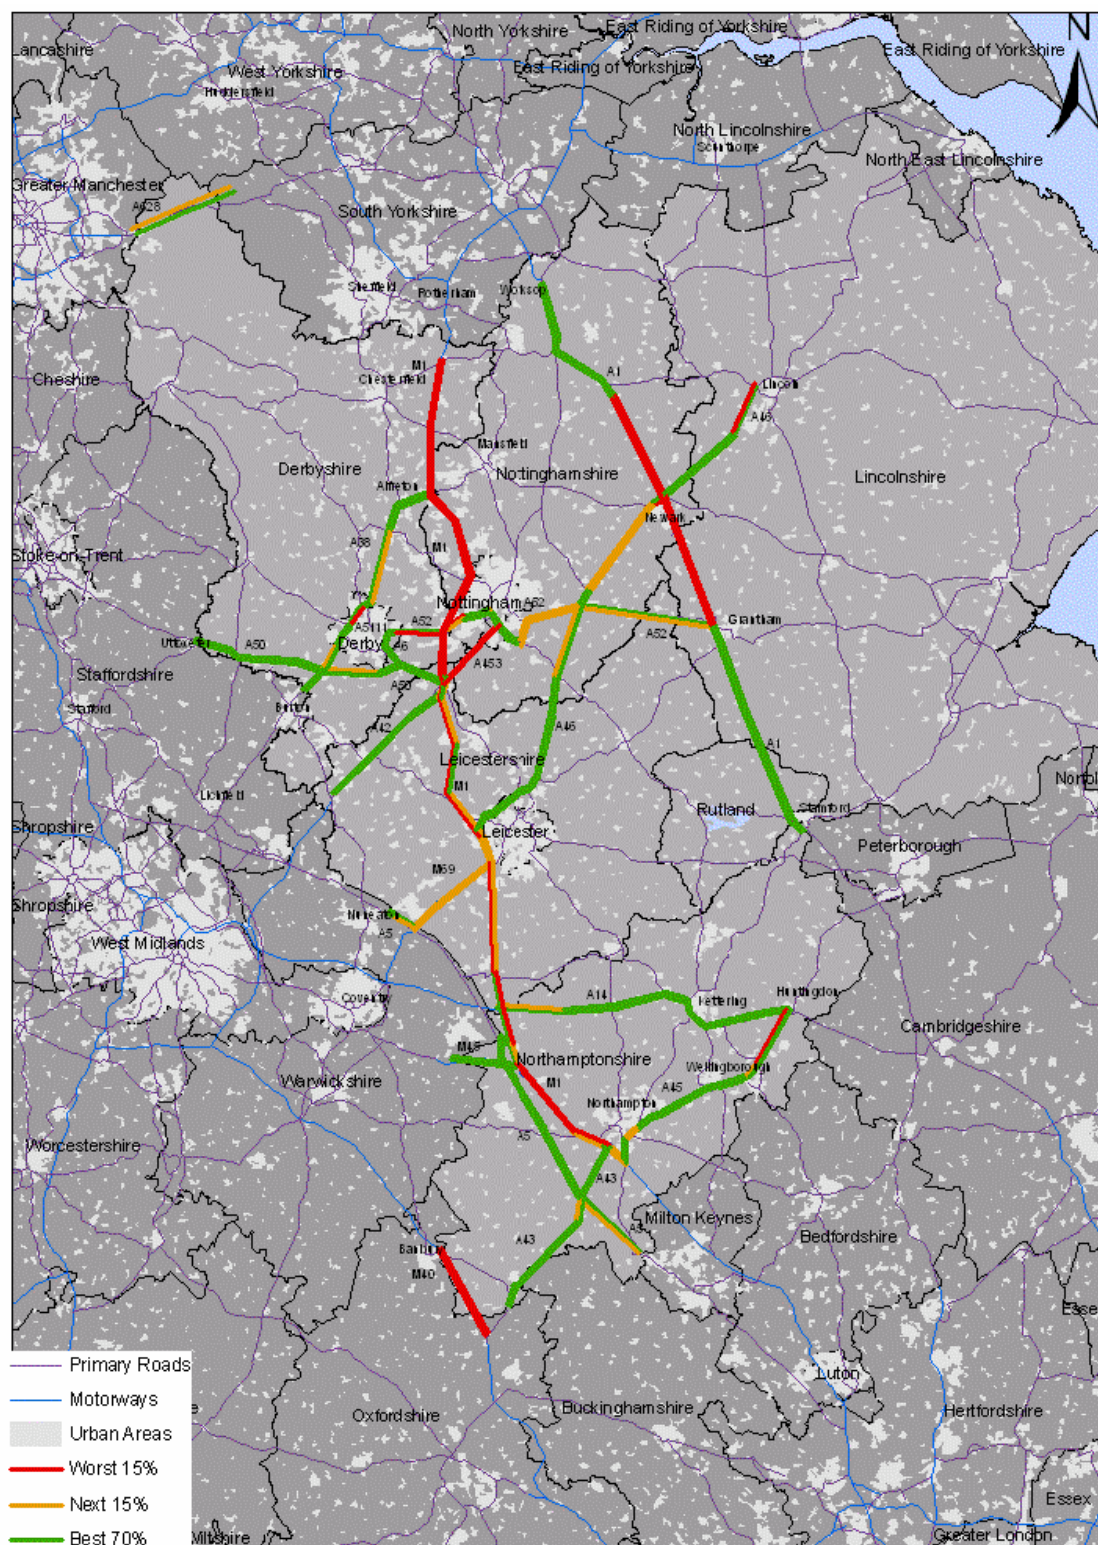 North Yorkshire
East Riding of Yorkshire
Lancashire
East Riding of Yorkshire
West Yorkshire
East Riding of Yorkshire
Huddersfield
N
North Lincolnshire
Scunthorpe
North East Lincolnshire
Greater Manchester
A628
South Yorkshire
Sheffield
Rotherham
Worksop
M1
Chesterfield
A1
Lincoln
Cheshire
A46
Mansfield
Derbyshire
Nottinghamshire
Lincolnshire
Alfreton
Newark
A38
M1
Stoke-on-Trent
Nottingham
A52
A52
Grantham
A5111
A52
Derby
A6
Uttoxeter
A50
A453
Staffordshire
A50
Burton
Stafford
A42
A46
A1
Leicestershire
M1
Norfol
Lichfield
Rutland
Stamford
Shropshire
Leicester
Peterborough
M69
Shropshire
Nuneaton
A5
West Midlands
Coventry
A14
Kettering
Huntingdon
Cambridgeshire
M45
Northamptonshire
Wellingborough
Warwickshire
M1
A45
Northampton
A5
Worcestershire
A43
Milton Keynes
A5
Bedfordshire
Banbury
A43
M40
Esse
Luton
Oxfordshire
Buckinghamshire
Hertfordshire
Essex
Wiltshire
Greater London
Primary Roads
Motorways
Urban Areas
Worst 15%
Next 15%
Best 70%